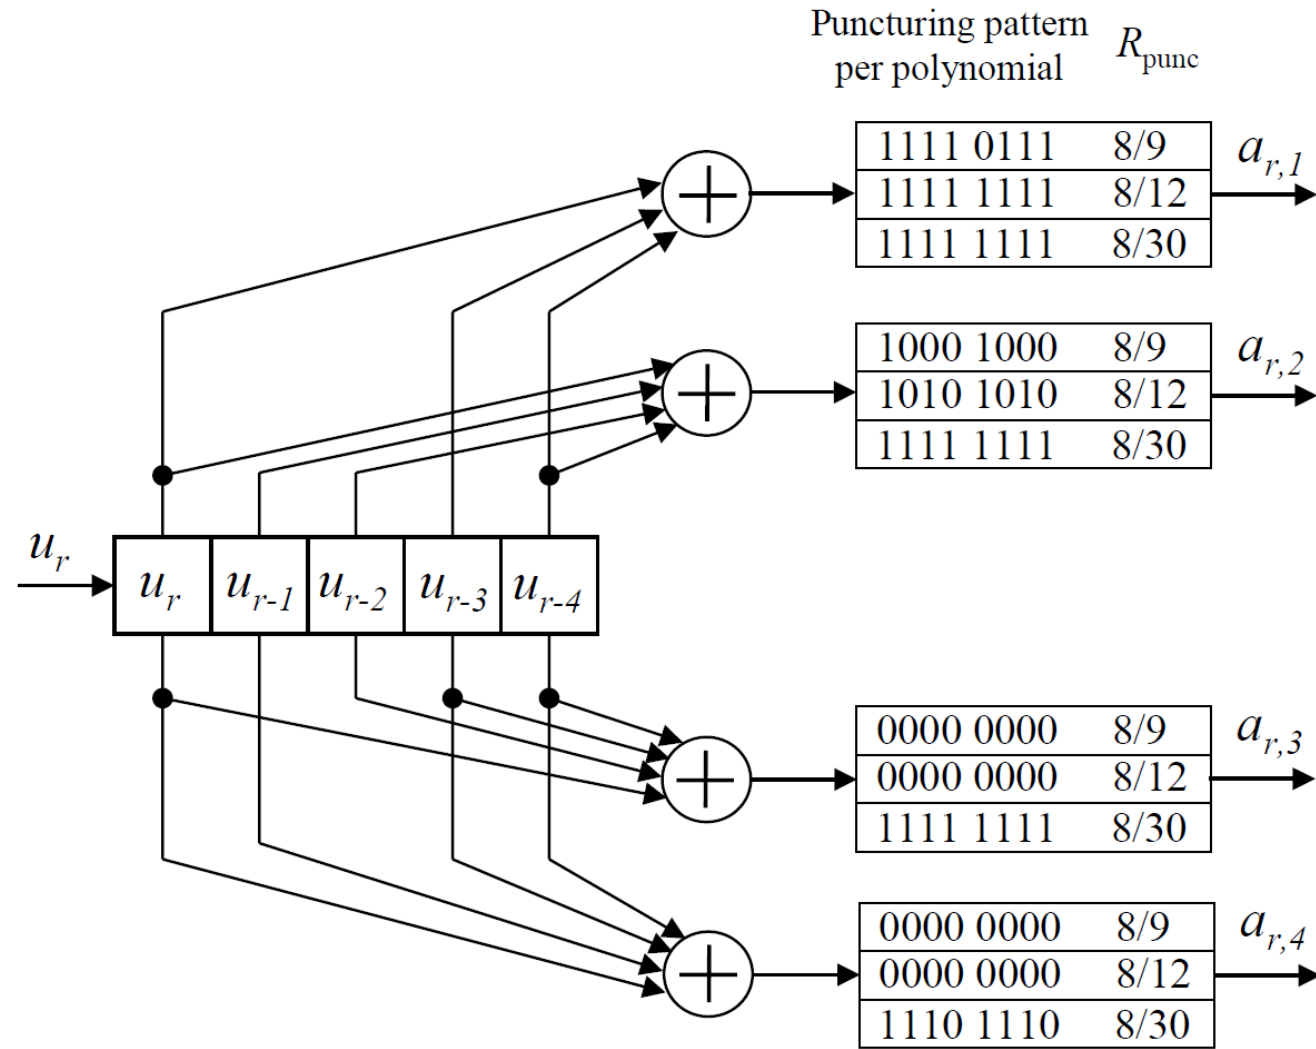 Puncturing pattern
per polynomial
R_punc
1111 0111 8/9
1111 1111 8/12
1111 1111 8/30
a_r,1
1000 1000 8/9
1010 1010 8/12
1111 1111 8/30
a_r,2
u_r
u_r u_r-1 u_r-2 u_r-3 u_r-4
0000 0000 8/9
0000 0000 8/12
1111 1111 8/30
a_r,3
0000 0000 8/9
0000 0000 8/12
1110 1110 8/30
a_r,4